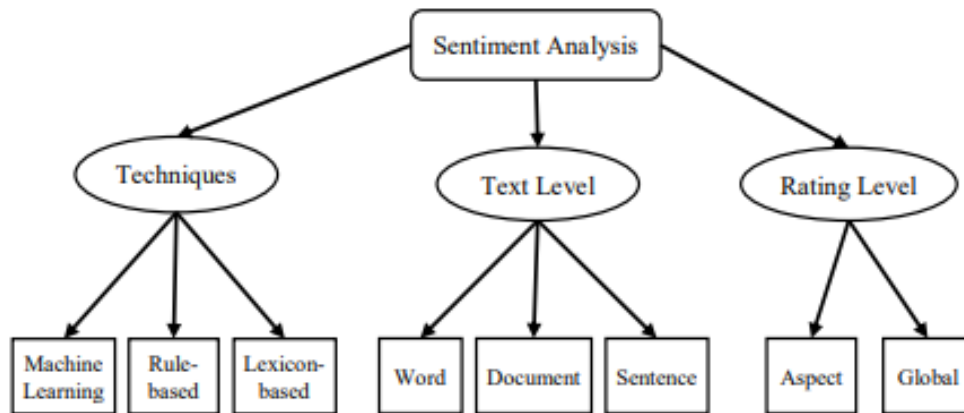 Sentiment Analysis
Techniques
Text Level
Rating Level
Machine
Learning
Rule-
based
Lexicon-
based
Word
Document
Sentence
Aspect
Global